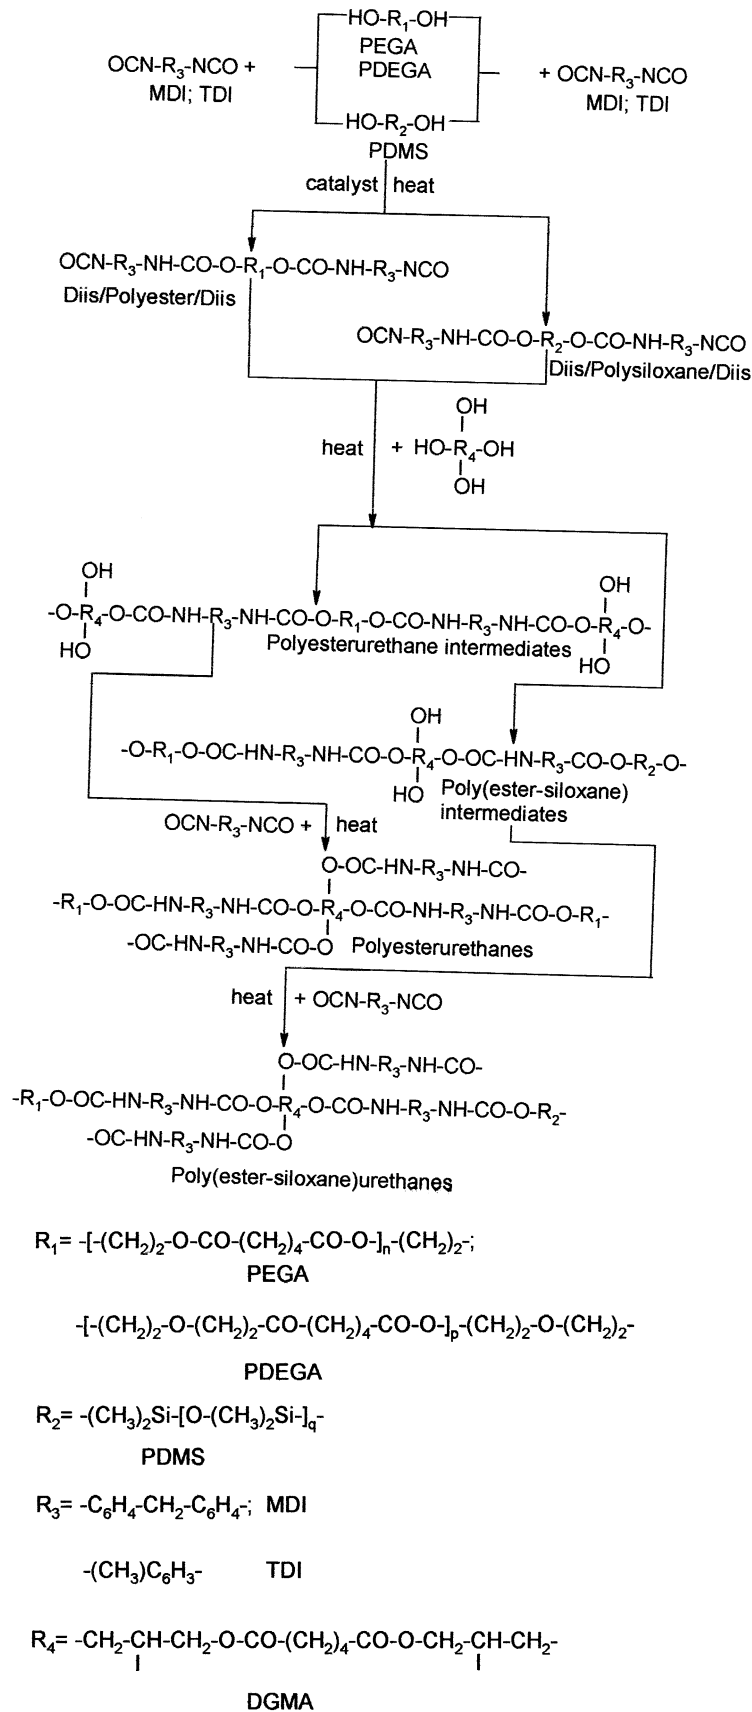 HO-R₁-OH
PEGA
PDEGA
OCN-R₃-NCO +
MDI; TDI
+ OCN-R₃-NCO
MDI; TDI
HO-R₂-OH
PDMS
catalyst heat
OCN-R₃-NH-CO-O-R₁-O-CO-NH-R₃-NCO
Diis/Polyester/Diis
OCN-R₃-NH-CO-O-R₂-O-CO-NH-R₃-NCO
Diis/Polysiloxane/Diis
OH
heat + HO-R₄-OH
OH
OH OH
-O-R₄-O-CO-NH-R₃-NH-CO-O-R₁-O-CO-NH-R₃-NH-CO-O-R₄-O-
HO Polyesterurethane intermediates HO
OH
-O-R₁-O-OC-HN-R₃-NH-CO-O-R₄-O-OC-HN-R₃-CO-O-R₂-O-
HO Poly(ester-siloxane)
intermediates
OCN-R₃-NCO + heat
O-OC-HN-R₃-NH-CO-
-R₁-O-OC-HN-R₃-NH-CO-O-R₄-O-CO-NH-R₃-NH-CO-O-R₁-
-OC-HN-R₃-NH-CO-O Polyesterurethanes
heat + OCN-R₃-NCO
O-OC-HN-R₃-NH-CO-
-R₁-O-OC-HN-R₃-NH-CO-O-R₄-O-CO-NH-R₃-NH-CO-O-R₂-
-OC-HN-R₃-NH-CO-O
Poly(ester-siloxane)urethanes
R₁= -[-(CH₂)₂-O-CO-(CH₂)₄-CO-O-]ₙ-(CH₂)₂-;
PEGA
-[-(CH₂)₂-O-(CH₂)₂-CO-(CH₂)₄-CO-O-]ₚ-(CH₂)₂-O-(CH₂)₂-
PDEGA
R₂= -(CH₃)₂Si-[O-(CH₃)₂Si-]q-
PDMS
R₃= -C₆H₄-CH₂-C₆H₄-; MDI
-(CH₃)C₆H₃- TDI
R₄= -CH₂-CH-CH₂-O-CO-(CH₂)₄-CO-O-CH₂-CH-CH₂-
DGMA